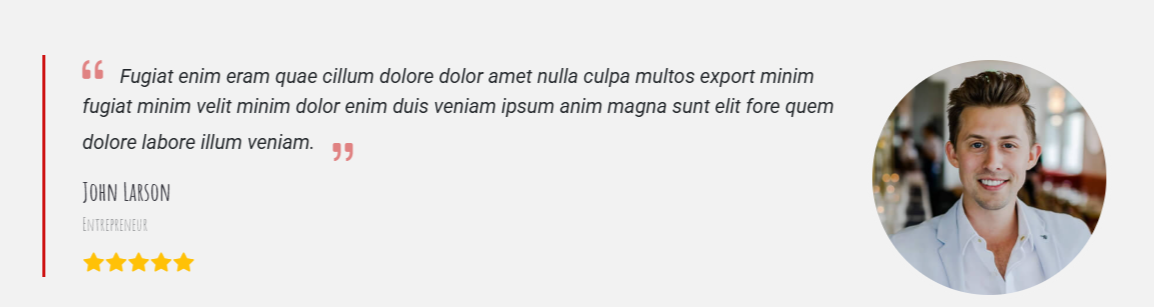 “ Fugiat enim eram quae cillum dolore dolor amet nulla culpa multos export minim
fugiat minim velit minim dolor enim duis veniam ipsum anim magna sunt elit fore quem
dolore labore illum veniam. ”
John Larson
Entrepreneur